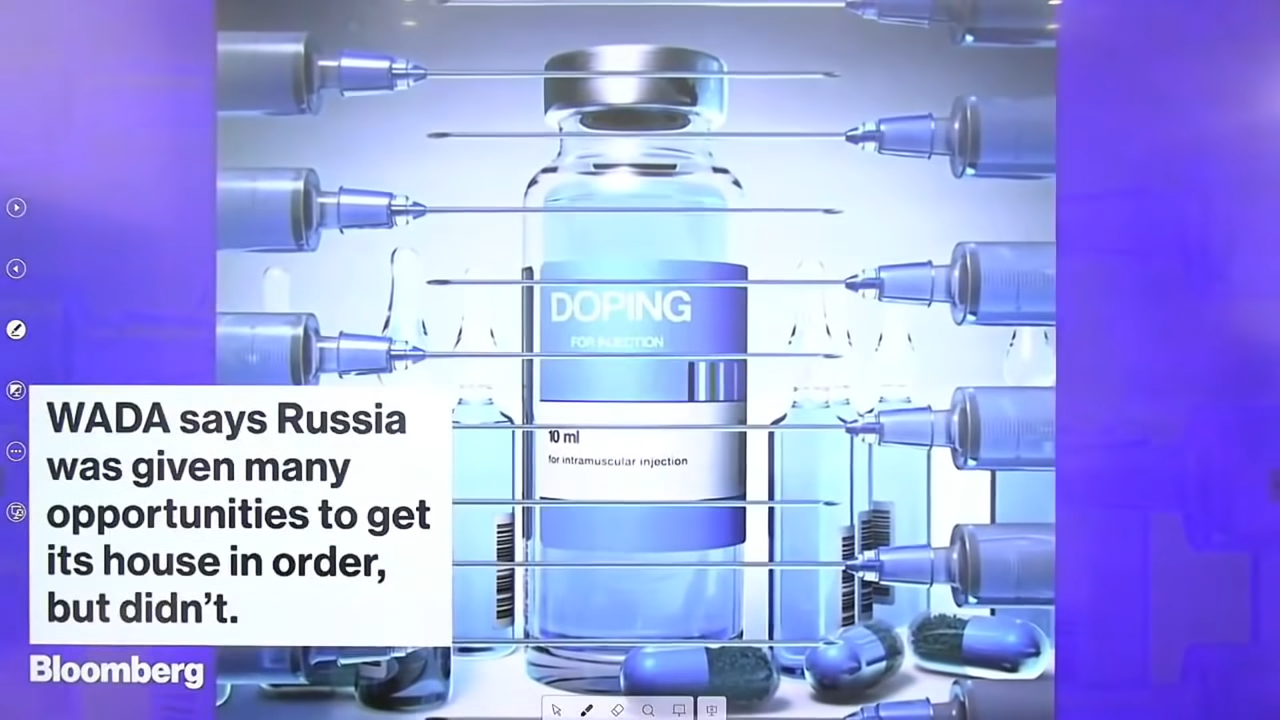 DOPING
FOR INJECTION
10 ml
for intramuscular injection
WADA says Russia
was given many
opportunities to get
its house in order,
but didn't.
Bloomberg